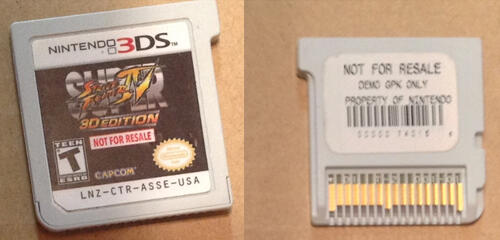 NINTENDO 3DS™
SUPER
STREET FIGHTER IV
3D EDITION
NOT FOR RESALE
TEEN
T
ESRB
CAPCOM
LNZ-CTR-ASSE-USA
NOT FOR RESALE
DEMO GPK ONLY
PROPERTY OF NINTENDO